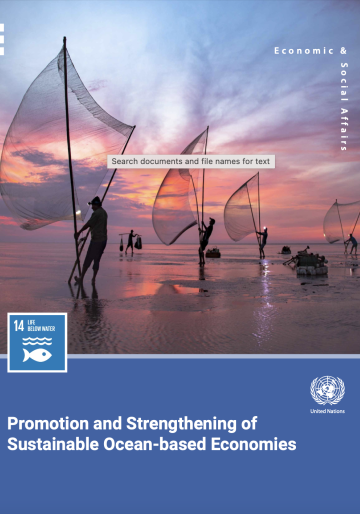 Economic &
Social Affairs
Search documents and file names for text
14 LIFE
BELOW WATER
United Nations
Promotion and Strengthening of
Sustainable Ocean-based Economies